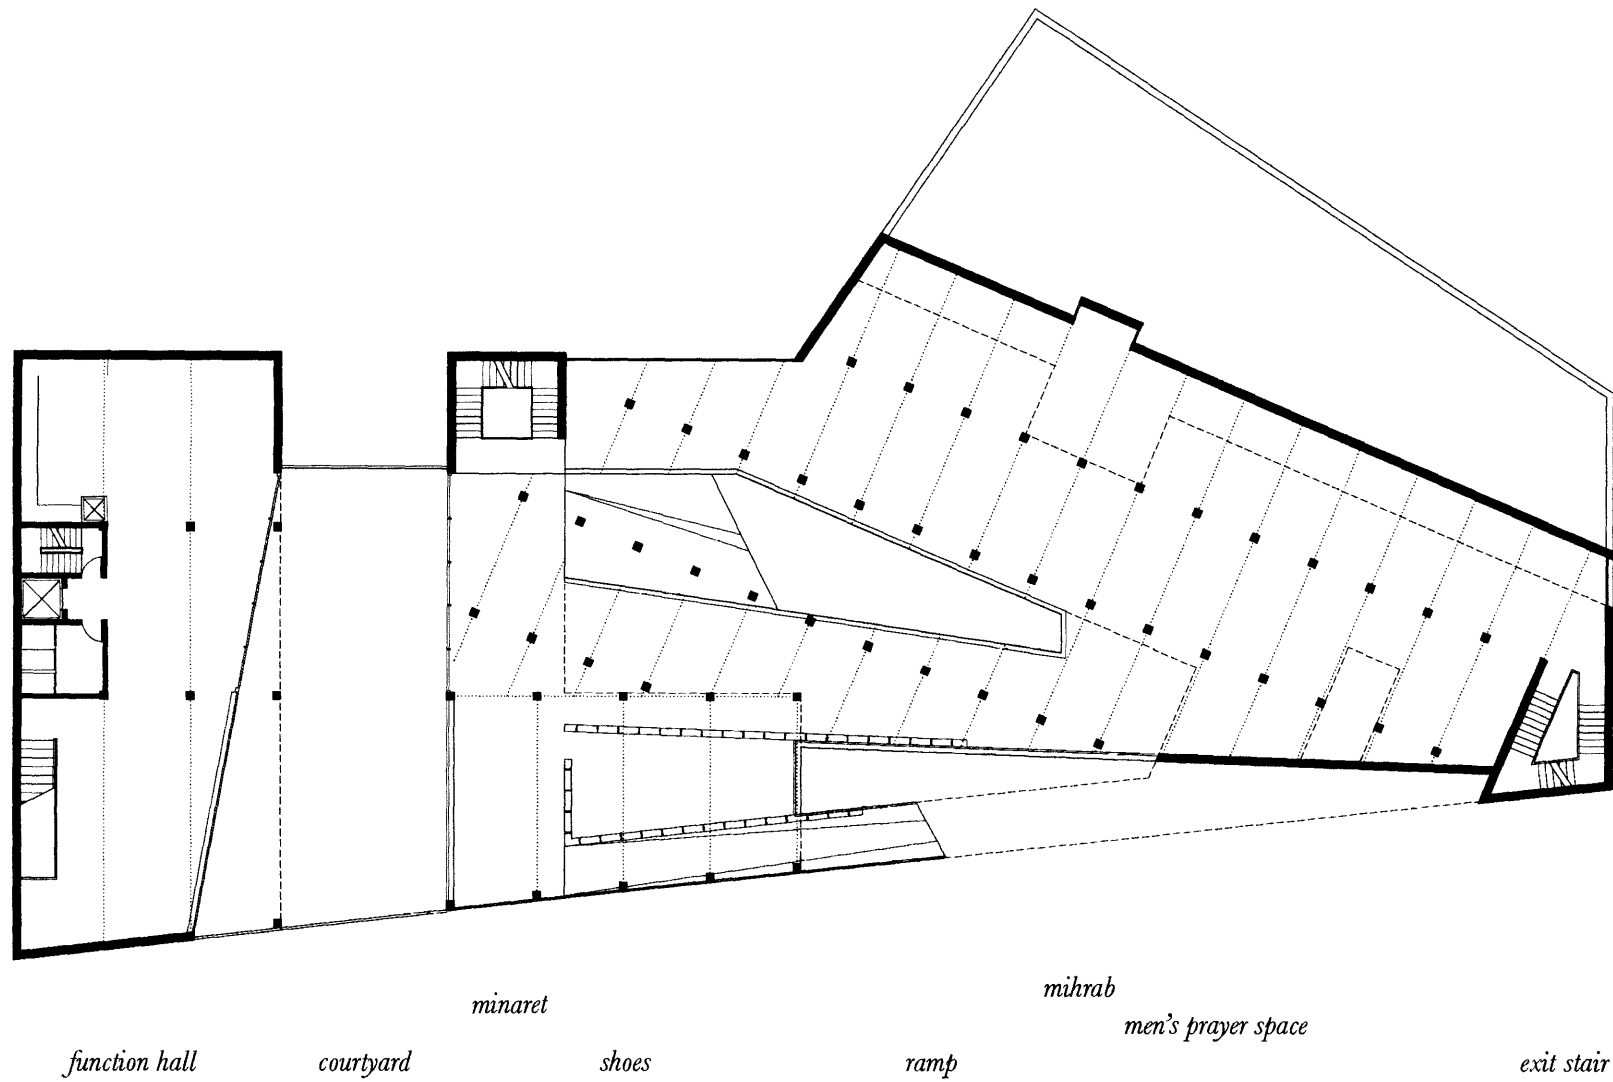 mihrab
minaret
men's prayer space
function hall
courtyard
shoes
ramp
exit stair